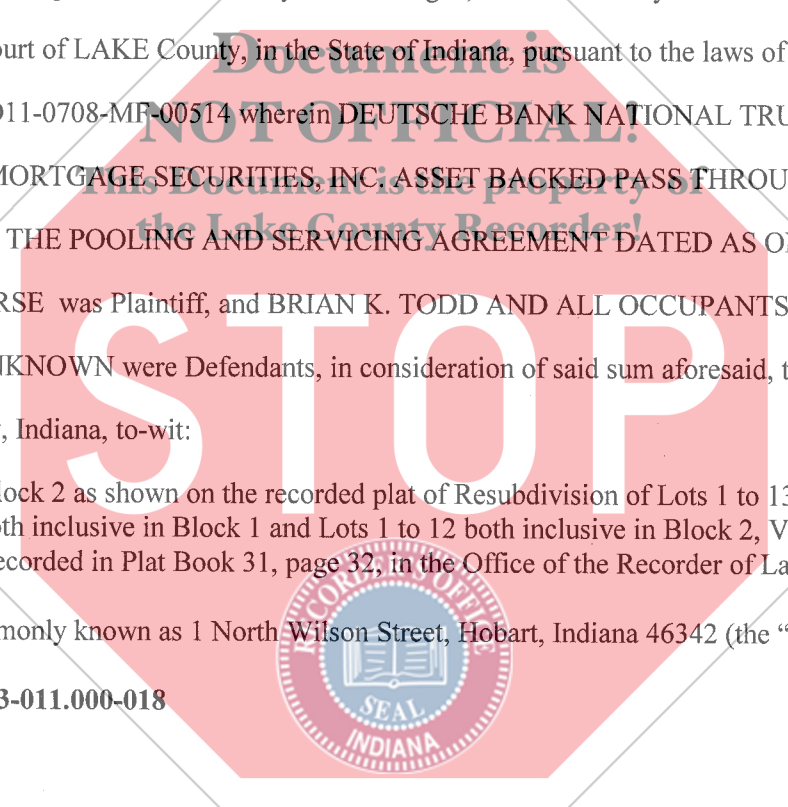 ourt of LAKE County, in the State of Indiana, pursuant to the laws of
Document is
011-0708-MF-00514 wherein DEUTSCHE BANK NATIONAL TRU
NOT OFFICIAL!
MORTGAGE SECURITIES, INC. ASSET BACKED PASS THROU
This Document is the property of
the Lake County Recorder!
THE POOLING AND SERVICING AGREEMENT DATED AS O
RSE was Plaintiff, and BRIAN K. TODD AND ALL OCCUPANTS
STOP
NKNOWN were Defendants, in consideration of said sum aforesaid, t
, Indiana, to-wit:
lock 2 as shown on the recorded plat of Resubdivision of Lots 1 to 13
oth inclusive in Block 1 and Lots 1 to 12 both inclusive in Block 2, V
ecorded in Plat Book 31, page 32, in the Office of the Recorder of La
monly known as 1 North Wilson Street, Hobart, Indiana 46342 (the “
3-011.000-018
RECORDER'S OFFICE
SEAL
INDIANA